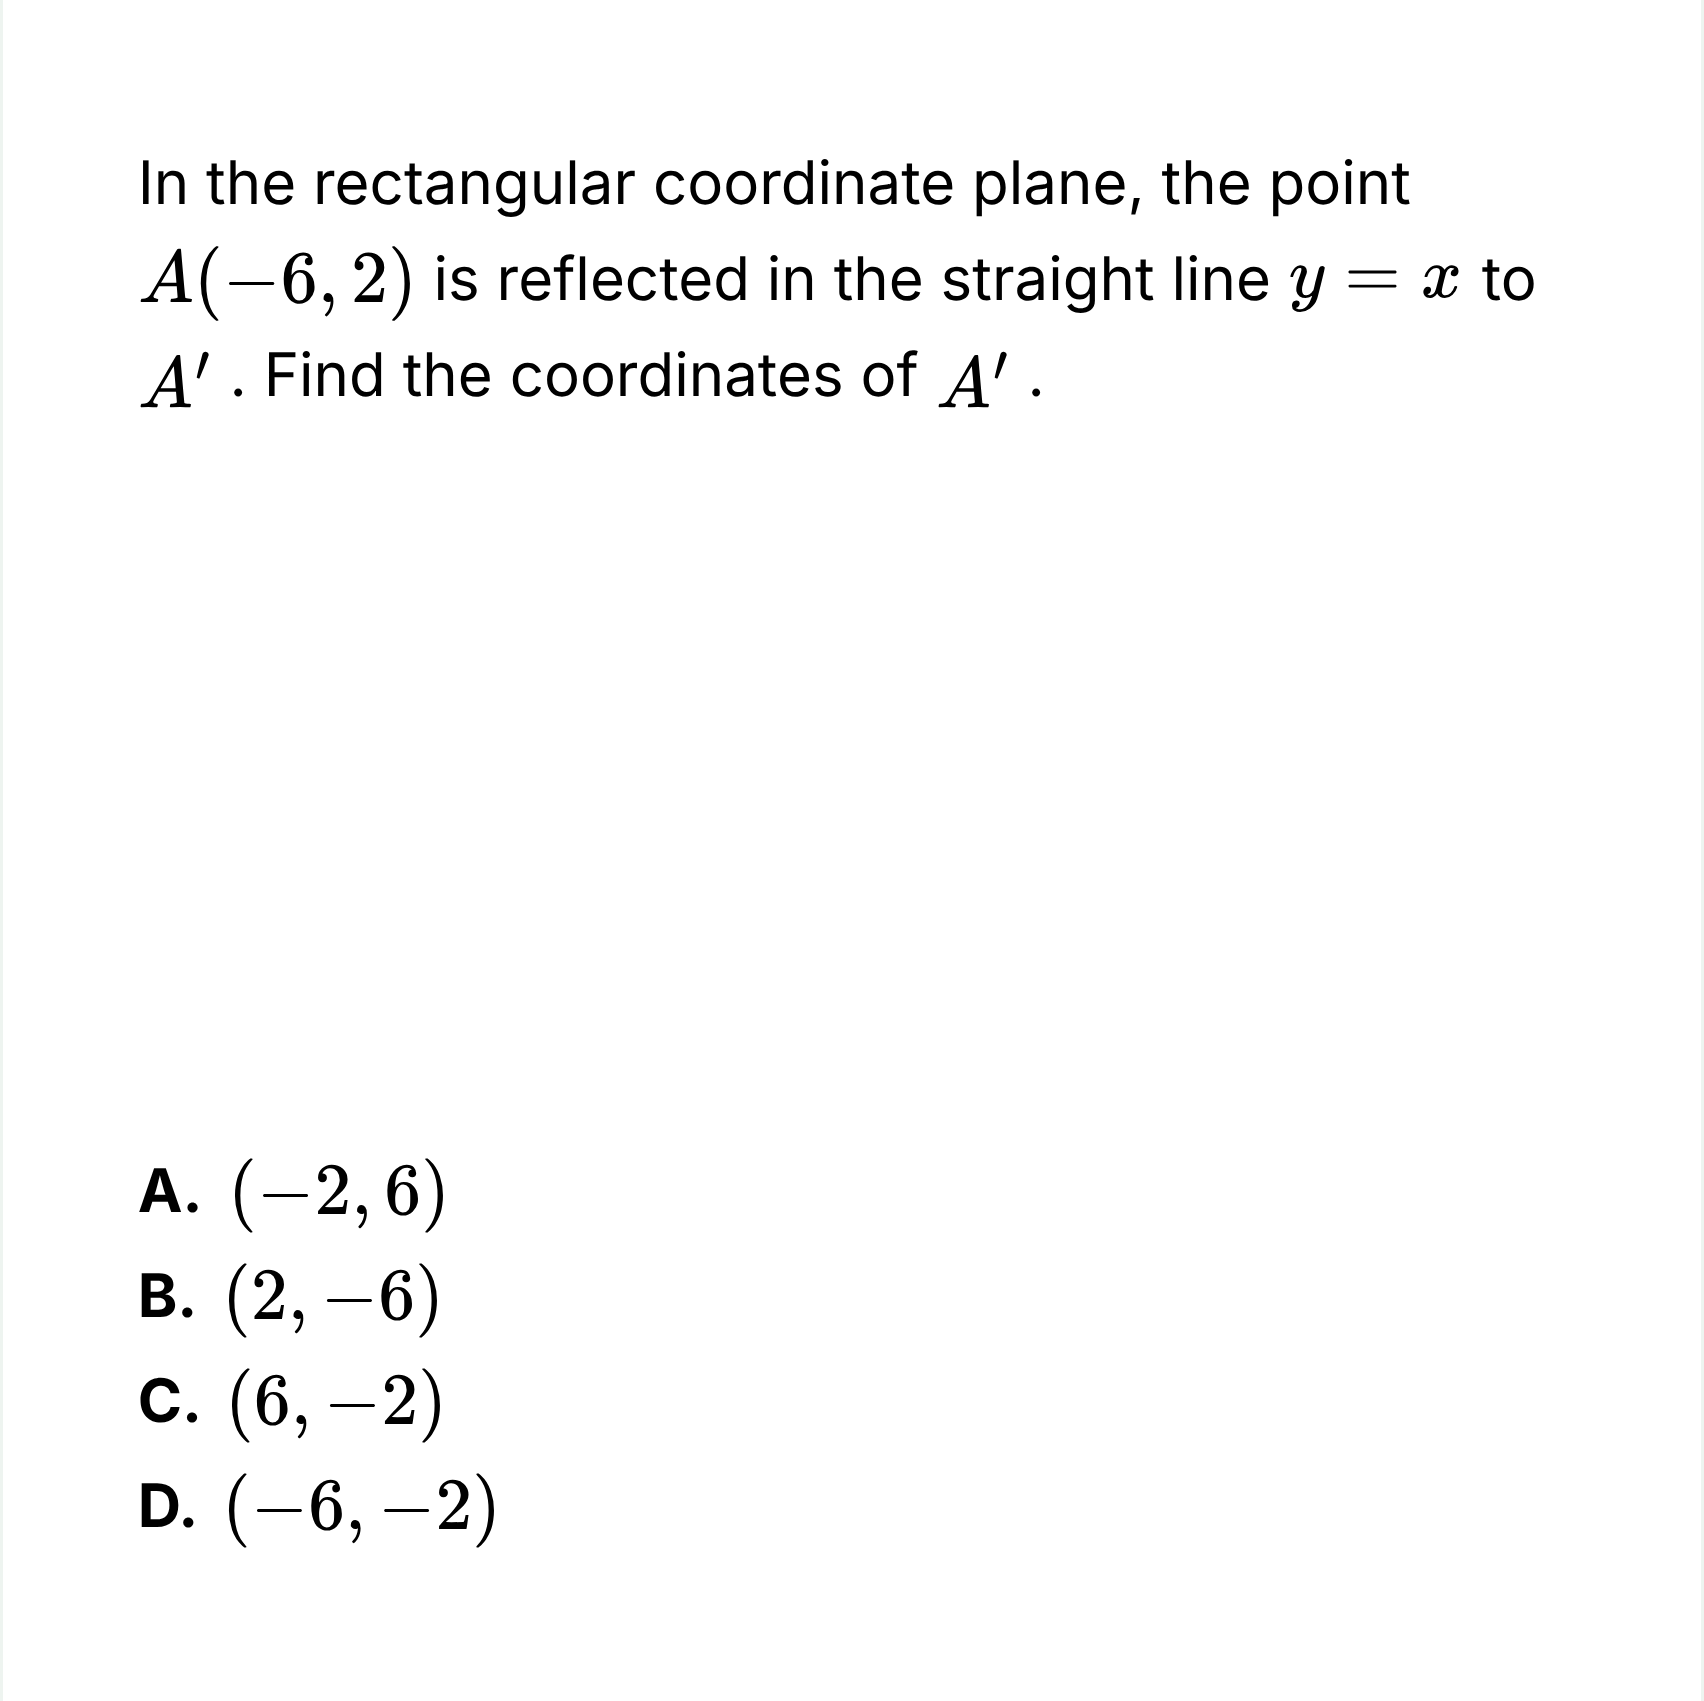 In the rectangular coordinate plane, the point
A(−6, 2) is reflected in the straight line y = x to
A′ . Find the coordinates of A′ .
A. (−2, 6)
B. (2, −6)
C. (6, −2)
D. (−6, −2)